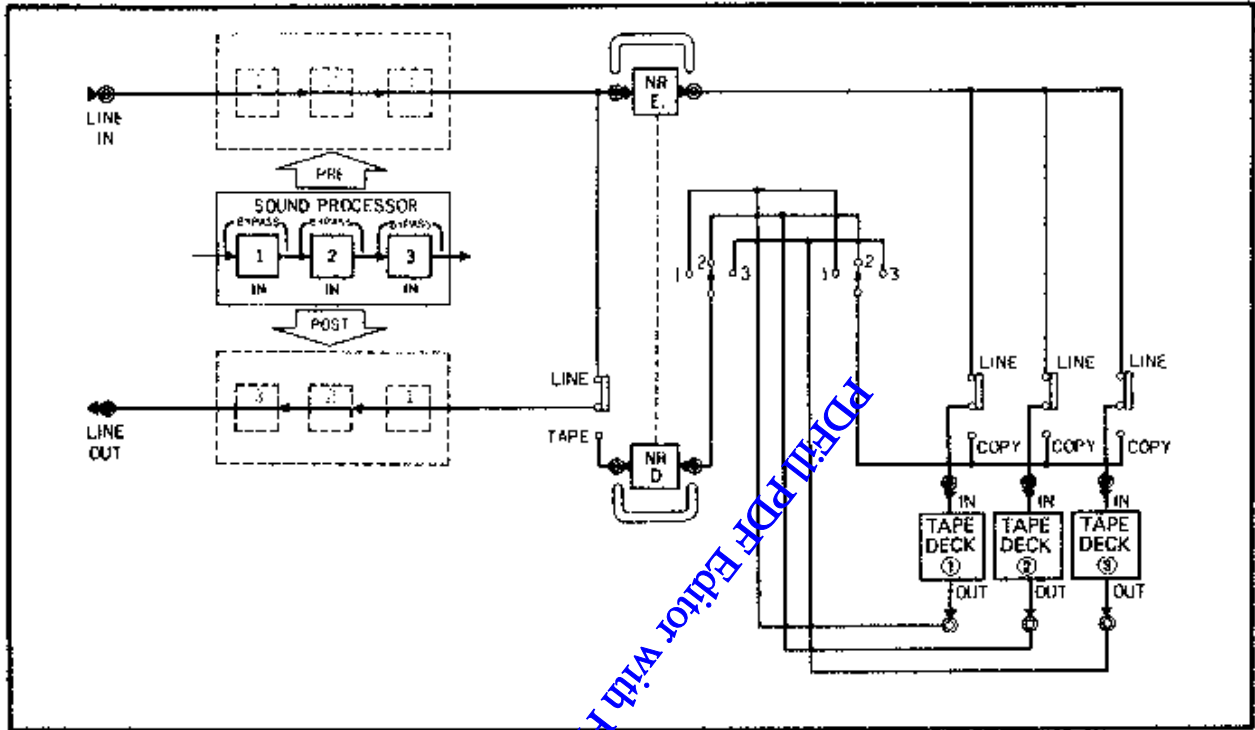 LINE
IN
PRE
SOUND PROCESSOR
BYPASS BYPASS BYPASS
1 2 3
IN IN IN
POST
3 2 1
LINE
OUT
NR
E
1 2 3
1 2 3
LINE
TAPE
NR
D
LINE LINE LINE
COPY COPY COPY
IN IN IN
TAPE
DECK
1
TAPE
DECK
2
TAPE
DECK
3
OUT OUT OUT
PDFill PDF Editor with